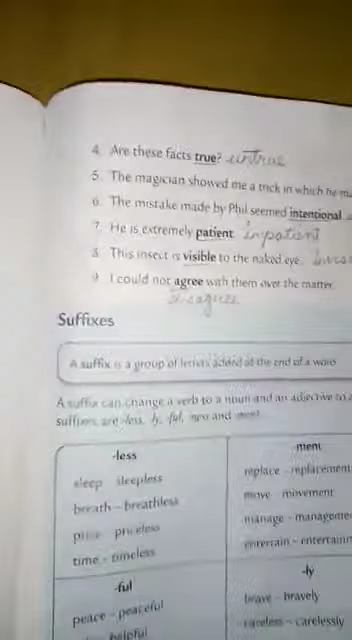 4. Are these facts true? untrue
5. The magician showed me a trick in which he
6. The mistake made by Phil seemed intentional
7. He is extremely patient. inpatient
8. This insect is visible to the naked eye.
9. I could not agree with them over the matter.
disagree
Suffixes
A suffix is a group of letters added at the end of a word
A suffix can change a verb to a noun and an adjective to
suffixes are -less, -ly, -ful, -ness and -ment.
-less
sleep sleepless
breath – breathless
price priceless
time – timeless
-ment
replace – replacement
move movement
manage –
entertain –
-ful
peace – peaceful
helpful
-ly
brave – bravely
careless – carelessly